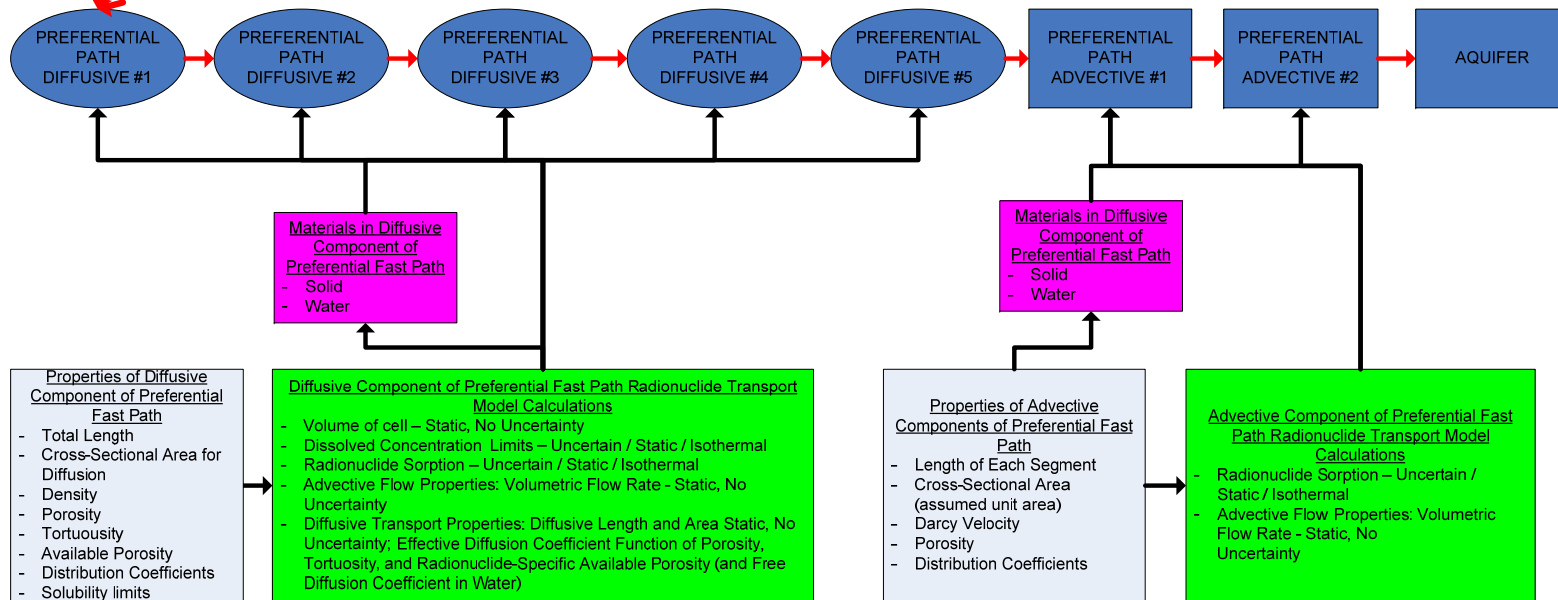 PREFERENTIAL
PATH
DIFFUSIVE #1
PREFERENTIAL
PATH
DIFFUSIVE #2
PREFERENTIAL
PATH
DIFFUSIVE #3
PREFERENTIAL
PATH
DIFFUSIVE #4
PREFERENTIAL
PATH
DIFFUSIVE #5
PREFERENTIAL
PATH
ADVECTIVE #1
PREFERENTIAL
PATH
ADVECTIVE #2
AQUIFER
Materials in Diffusive
Component of
Preferential Fast Path
- Solid
- Water
Materials in Diffusive
Component of
Preferential Fast Path
- Solid
- Water
Properties of Diffusive
Component of Preferential
Fast Path
- Total Length
- Cross-Sectional Area for
Diffusion
- Density
- Porosity
- Tortuousity
- Available Porosity
- Distribution Coefficients
- Solubility limits
Diffusive Component of Preferential Fast Path Radionuclide Transport
Model Calculations
- Volume of cell – Static, No Uncertainty
- Dissolved Concentration Limits – Uncertain / Static / Isothermal
- Radionuclide Sorption – Uncertain / Static / Isothermal
- Advective Flow Properties: Volumetric Flow Rate - Static, No
Uncertainty
- Diffusive Transport Properties: Diffusive Length and Area Static, No
Uncertainty; Effective Diffusion Coefficient Function of Porosity,
Tortuosity, and Radionuclide-Specific Available Porosity (and Free
Diffusion Coefficient in Water)
Properties of Advective
Components of Preferential Fast
Path
- Length of Each Segment
- Cross-Sectional Area
(assumed unit area)
- Darcy Velocity
- Porosity
- Distribution Coefficients
Advective Component of Preferential Fast
Path Radionuclide Transport Model
Calculations
- Radionuclide Sorption – Uncertain /
Static / Isothermal
- Advective Flow Properties: Volumetric
Flow Rate - Static, No
Uncertainty